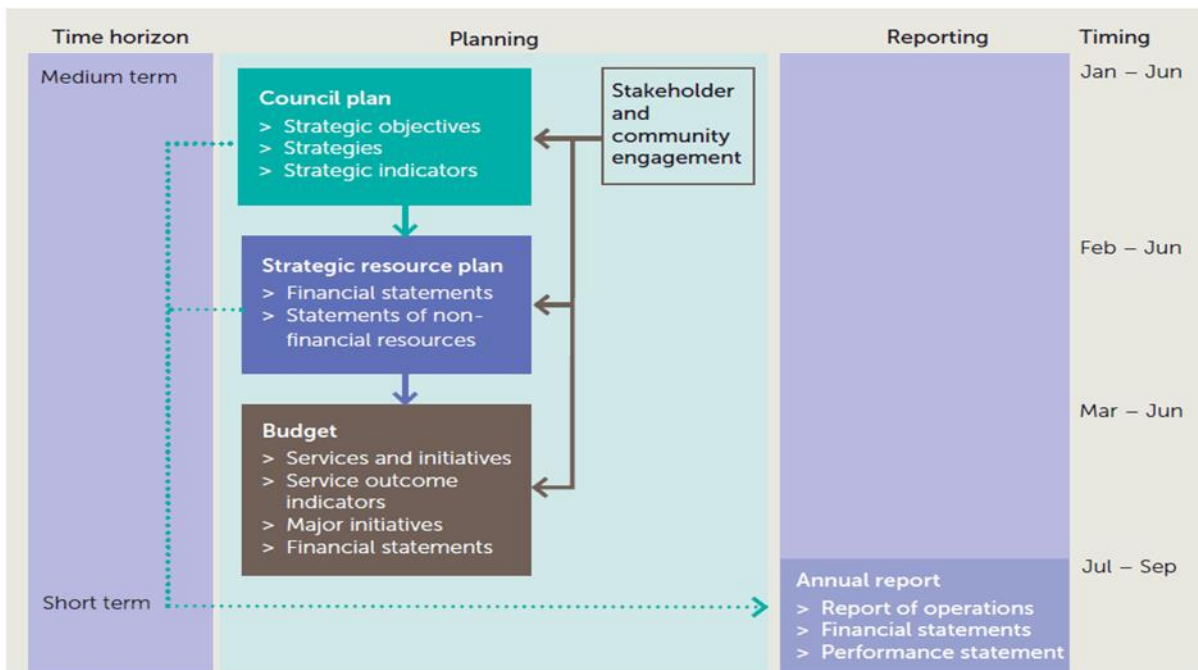 Time horizon
Planning
Reporting
Timing
Medium term
Jan – Jun
Council plan
> Strategic objectives
> Strategies
> Strategic indicators
Stakeholder
and
community
engagement
Feb – Jun
Strategic resource plan
> Financial statements
> Statements of non-
financial resources
Mar – Jun
Budget
> Services and initiatives
> Service outcome
indicators
> Major initiatives
> Financial statements
Jul – Sep
Short term
Annual report
> Report of operations
> Financial statements
> Performance statement